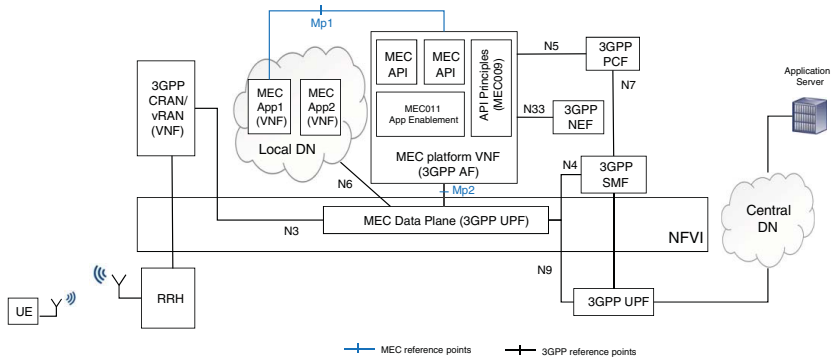 Mp1
3GPP
CRAN/
vRAN
(VNF)
MEC
App1
(VNF)
MEC
App2
(VNF)
Local DN
MEC
API
MEC
API
API Principles
(MEC009)
MEC011
App Enablement
MEC platform VNF
(3GPP AF)
N5
3GPP
PCF
N7
N33
3GPP
NEF
Application
Server
N6
Mp2
N4
3GPP
SMF
Central
DN
N3
MEC Data Plane (3GPP UPF)
NFVI
N9
UE
RRH
3GPP UPF
MEC reference points
3GPP reference points